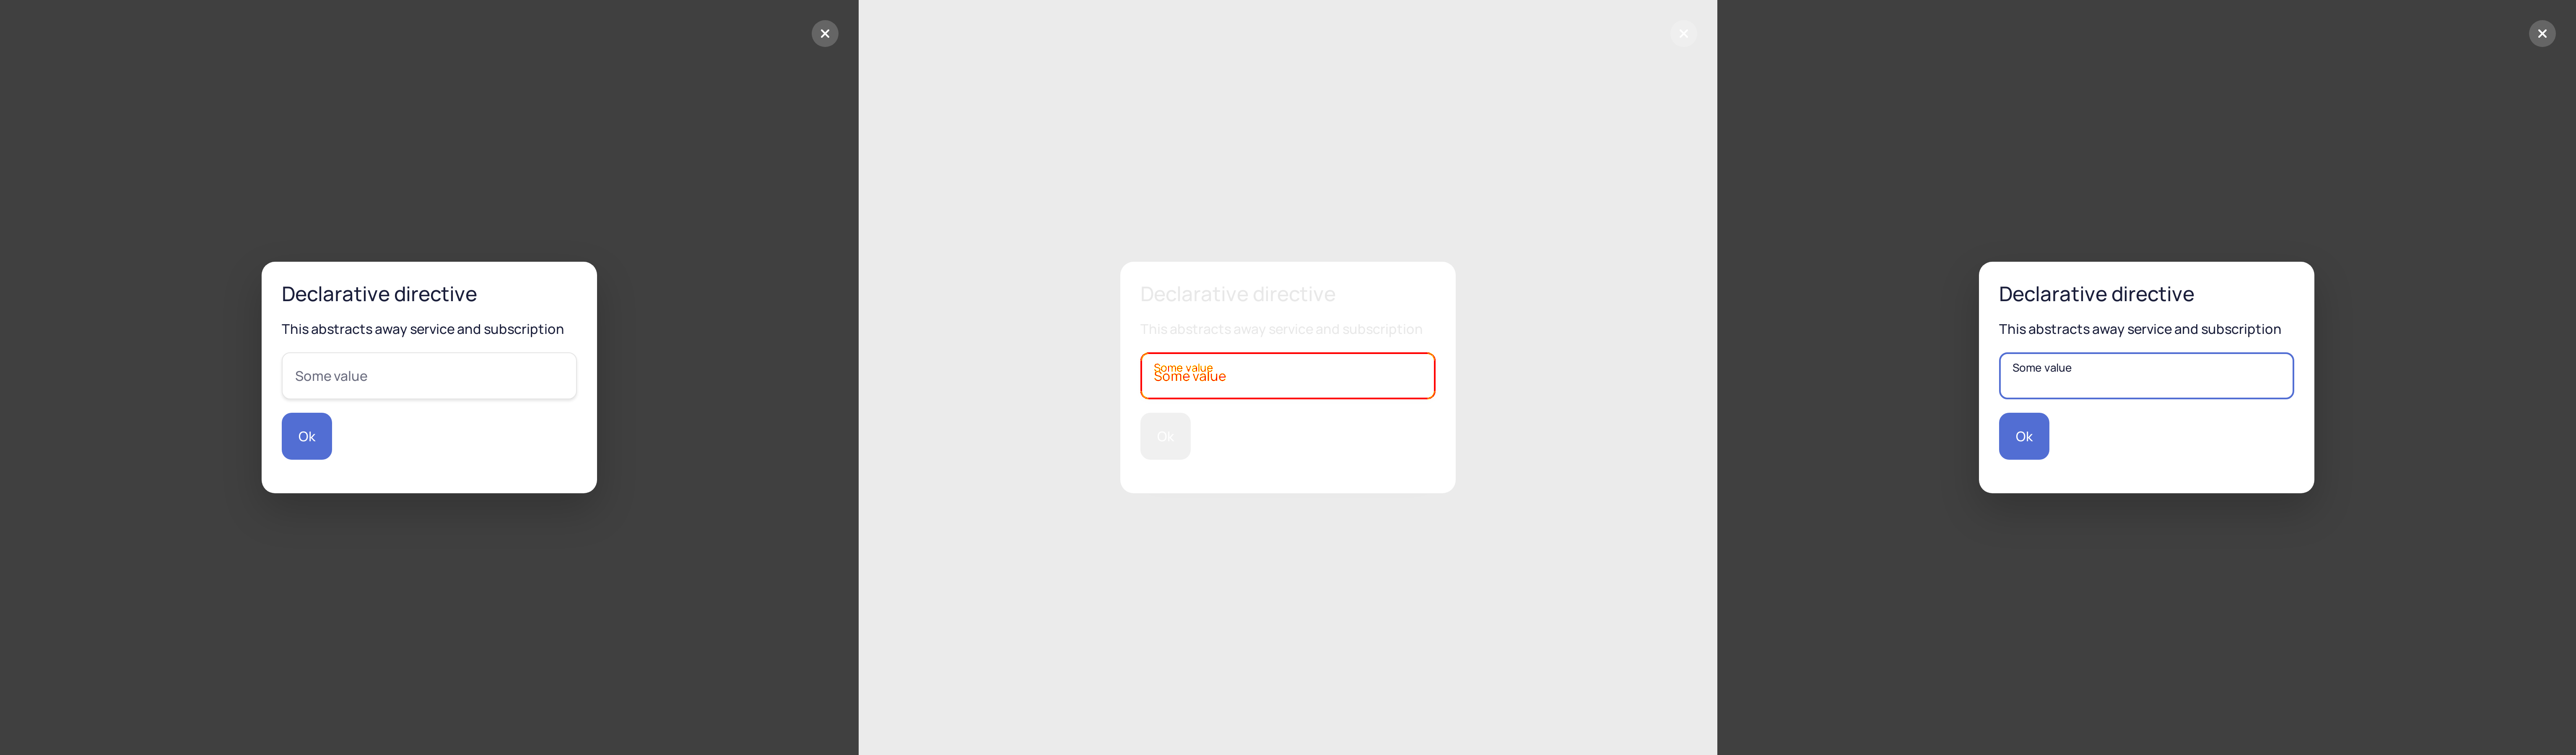 Declarative directive
This abstracts away service and subscription
Some value
Ok
Declarative directive
This abstracts away service and subscription
Some value
Some value
Ok
Declarative directive
This abstracts away service and subscription
Some value
Ok